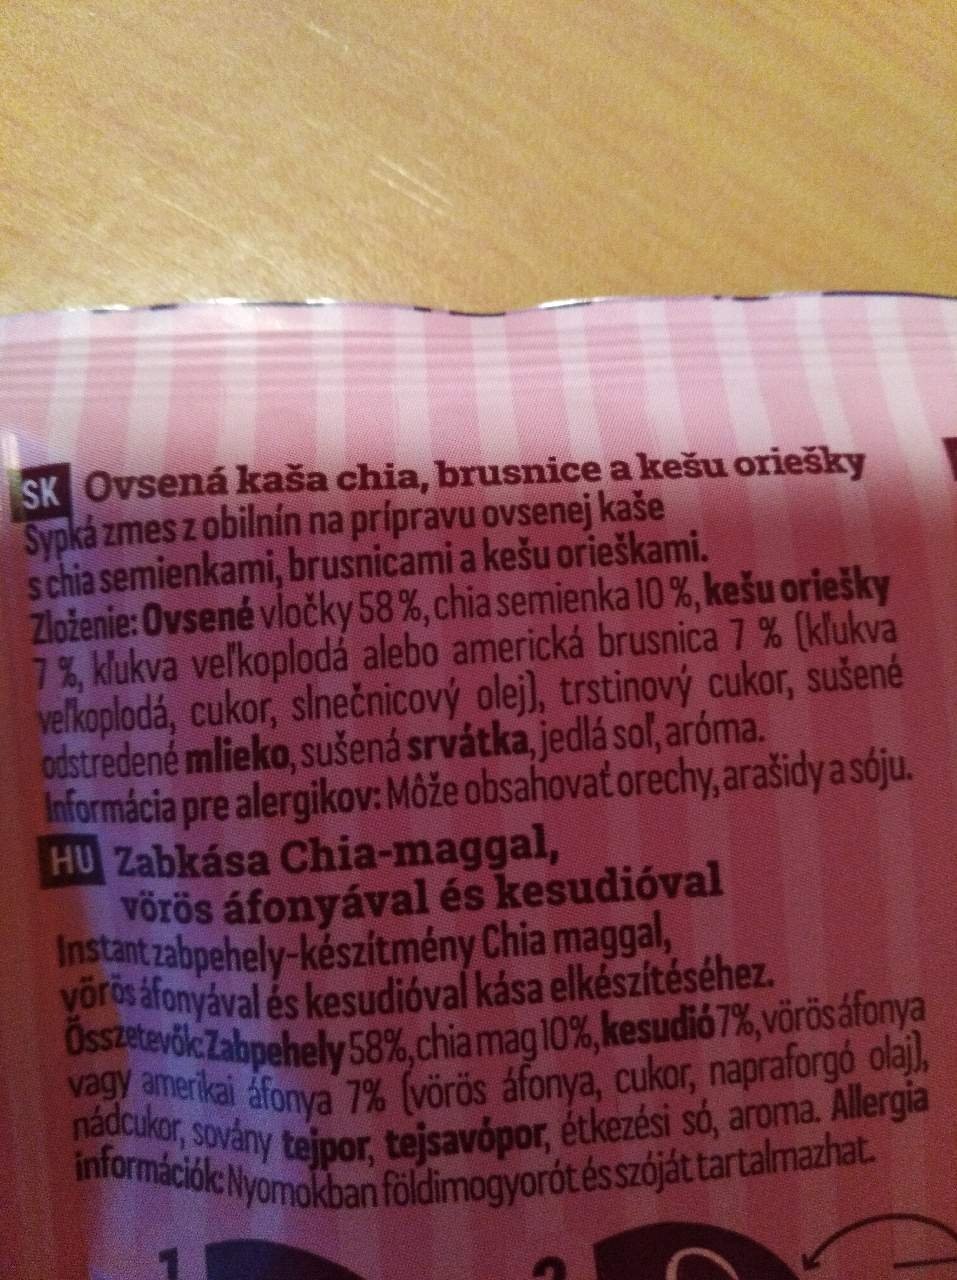 SK Ovsená kaša chia, brusnice a kešu oriešky
Sypká zmes z obilnín na prípravu ovsenej kaše
s chia semienkami, brusnicami a kešu orieškami.
Zloženie: Ovsené vločky 58 %, chia semienka 10 %, kešu oriešky
7 %, kľukva veľkoplodá alebo americká brusnica 7 % (kľukva
veľkoplodá, cukor, slnečnicový olej), trstinový cukor, sušené
odstredené mlieko, sušená srvátka, jedlá soľ, aróma.
Informácia pre alergikov: Môže obsahovať orechy, arašidy a sóju.
HU Zabkása Chia-maggal,
vörös áfonyával és kesudióval
Instant zabpehely-készítmény Chia maggal,
vörös áfonyával és kesudióval kása elkészítéséhez.
Összetevők: Zabpehely 58%, chia mag 10%, kesudió 7%, vörös áfonya
vagy amerikai áfonya 7% (vörös áfonya, cukor, napraforgó olaj),
nádcukor, sovány tejpor, tejsavópor, étkezési só, aroma. Allergia
információk: Nyomokban földimogyorót és szóját tartalmazhat.
1 2